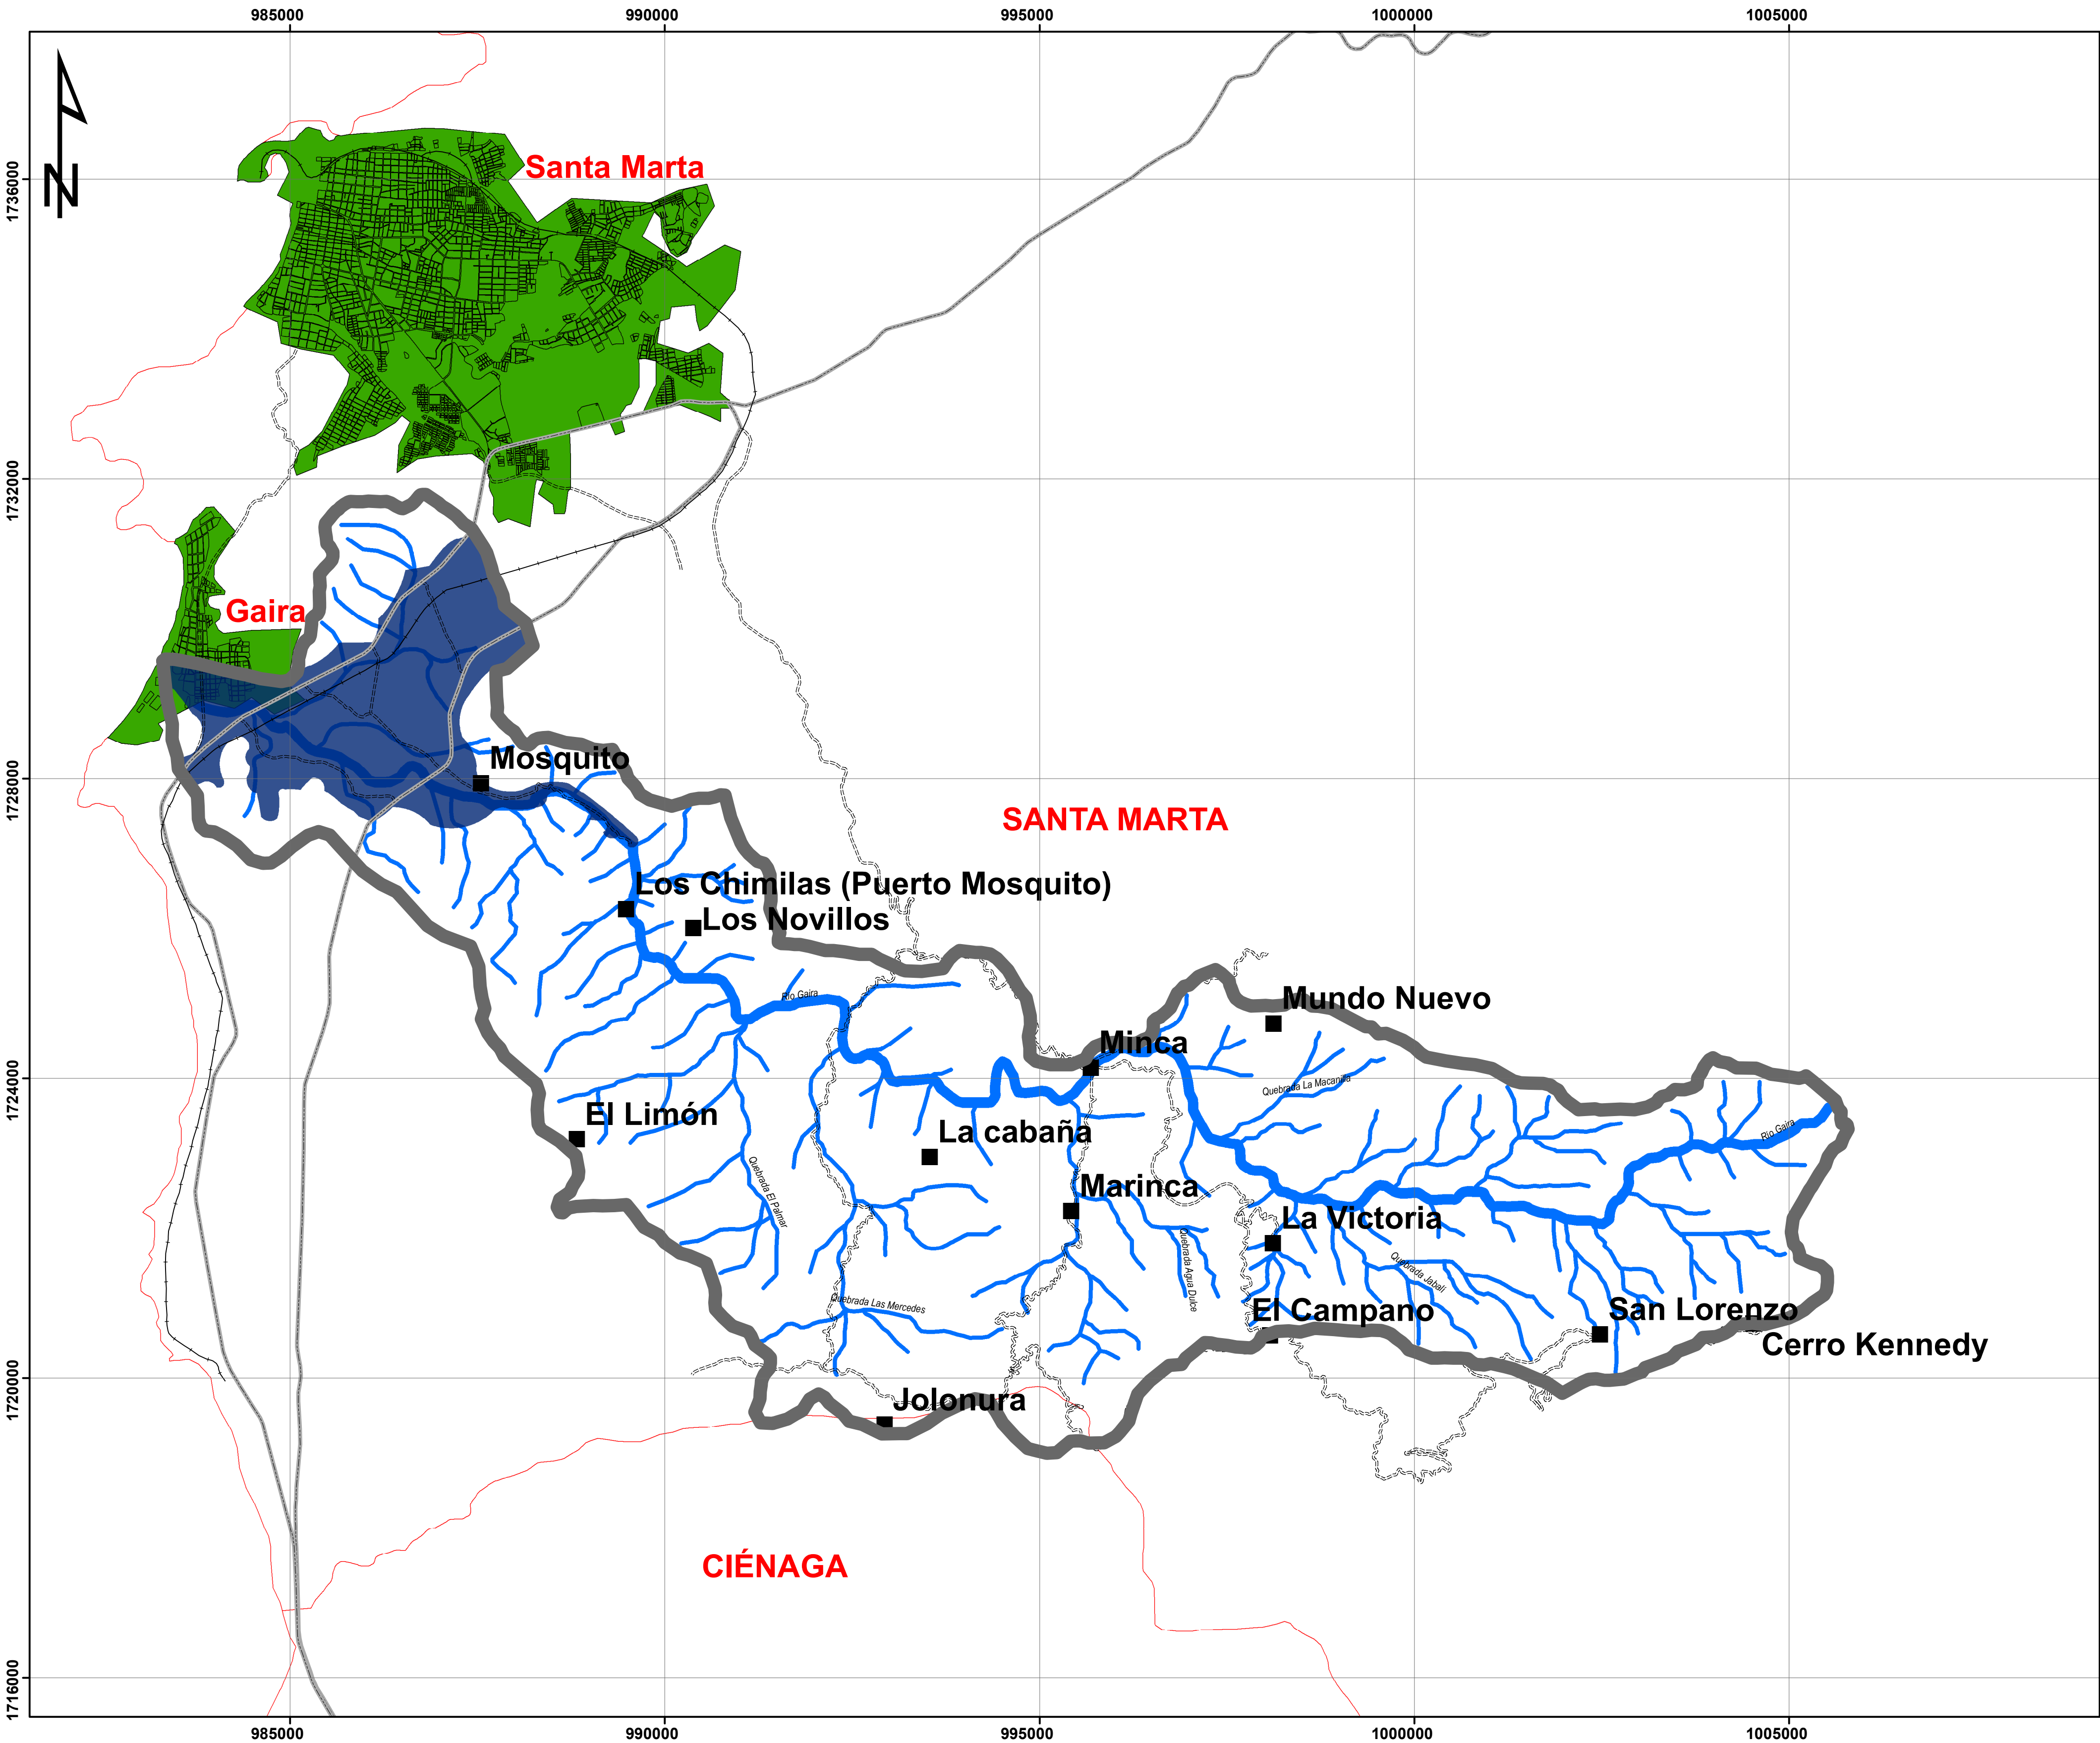 985000
990000
995000
1000000
1005000
N
1736000
Santa Marta
1732000
Gaira
1728000
Mosquito
SANTA MARTA
Los Chimilas (Puerto Mosquito)
Los Novillos
Rio Gaira
Mundo Nuevo
Minca
1724000
Quebrada La Macanilla
El Limón
La cabaña
Rio Gaira
Quebrada El Palmar
Marinca
La Victoria
Quebrada Agua Dulce
Quebrada Jabalí
Quebrada Las Mercedes
El Campano
San Lorenzo
Cerro Kennedy
1720000
Jolonura
CIÉNAGA
1716000
985000
990000
995000
1000000
1005000